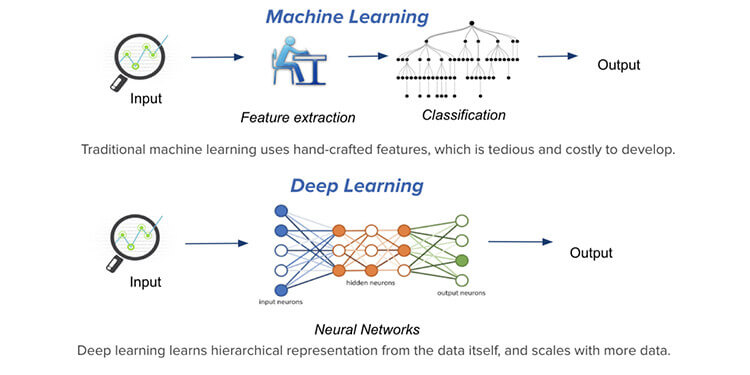 Machine Learning
Input
Output
Feature extraction
Classification
Traditional machine learning uses hand-crafted features, which is tedious and costly to develop.
Deep Learning
Input
Output
hidden neurons
input neurons
output neurons
Neural Networks
Deep learning learns hierarchical representation from the data itself, and scales with more data.